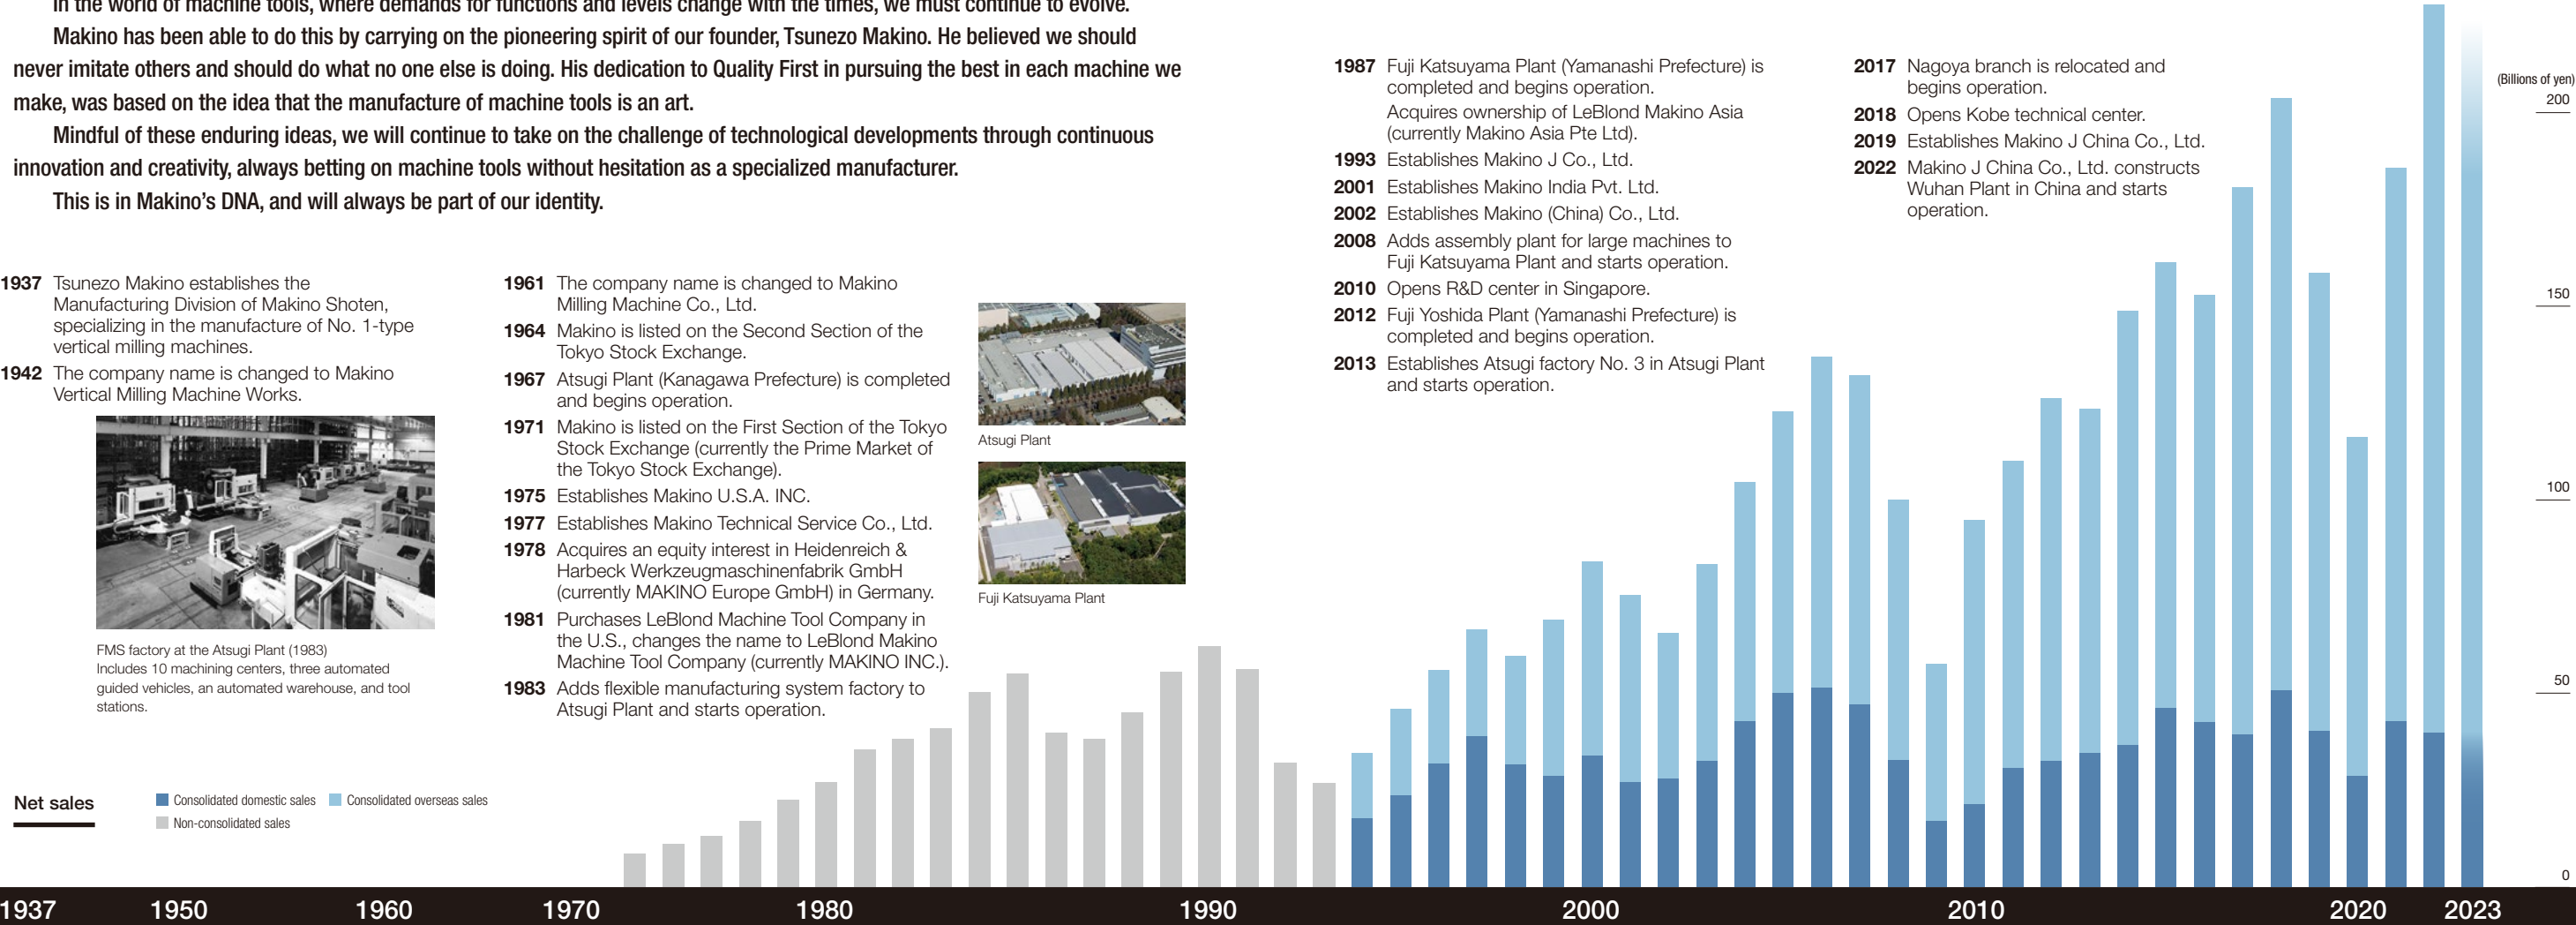 In the world of machine tools, where demands for functions and levels change with the times, we must continue to evolve.
Makino has been able to do this by carrying on the pioneering spirit of our founder, Tsunezo Makino. He believed we should
never imitate others and should do what no one else is doing. His dedication to Quality First in pursuing the best in each machine we
make, was based on the idea that the manufacture of machine tools is an art.
Mindful of these enduring ideas, we will continue to take on the challenge of technological developments through continuous
innovation and creativity, always betting on machine tools without hesitation as a specialized manufacturer.
This is in Makino’s DNA, and will always be part of our identity.
1937 Tsunezo Makino establishes the
Manufacturing Division of Makino Shoten,
specializing in the manufacture of No. 1-type
vertical milling machines.
1942 The company name is changed to Makino
Vertical Milling Machine Works.
FMS factory at the Atsugi Plant (1983)
Includes 10 machining centers, three automated
guided vehicles, an automated warehouse, and tool
stations.
1961 The company name is changed to Makino
Milling Machine Co., Ltd.
1964 Makino is listed on the Second Section of the
Tokyo Stock Exchange.
1967 Atsugi Plant (Kanagawa Prefecture) is completed
and begins operation.
1971 Makino is listed on the First Section of the Tokyo
Stock Exchange (currently the Prime Market of
the Tokyo Stock Exchange).
1975 Establishes Makino U.S.A. INC.
1977 Establishes Makino Technical Service Co., Ltd.
1978 Acquires an equity interest in Heidenreich &
Harbeck Werkzeugmaschinenfabrik GmbH
(currently MAKINO Europe GmbH) in Germany.
1981 Purchases LeBlond Machine Tool Company in
the U.S., changes the name to LeBlond Makino
Machine Tool Company (currently MAKINO INC.).
1983 Adds flexible manufacturing system factory to
Atsugi Plant and starts operation.
Atsugi Plant
Fuji Katsuyama Plant
1987 Fuji Katsuyama Plant (Yamanashi Prefecture) is
completed and begins operation.
Acquires ownership of LeBlond Makino Asia
(currently Makino Asia Pte Ltd).
1993 Establishes Makino J Co., Ltd.
2001 Establishes Makino India Pvt. Ltd.
2002 Establishes Makino (China) Co., Ltd.
2008 Adds assembly plant for large machines to
Fuji Katsuyama Plant and starts operation.
2010 Opens R&D center in Singapore.
2012 Fuji Yoshida Plant (Yamanashi Prefecture) is
completed and begins operation.
2013 Establishes Atsugi factory No. 3 in Atsugi Plant
and starts operation.
2017 Nagoya branch is relocated and
begins operation.
2018 Opens Kobe technical center.
2019 Establishes Makino J China Co., Ltd.
2022 Makino J China Co., Ltd. constructs
Wuhan Plant in China and starts
operation.
(Billions of yen)
200
150
100
50
0
Net sales
Consolidated domestic sales Consolidated overseas sales
Non-consolidated sales
1937 1950 1960 1970 1980 1990 2000 2010 2020 2023